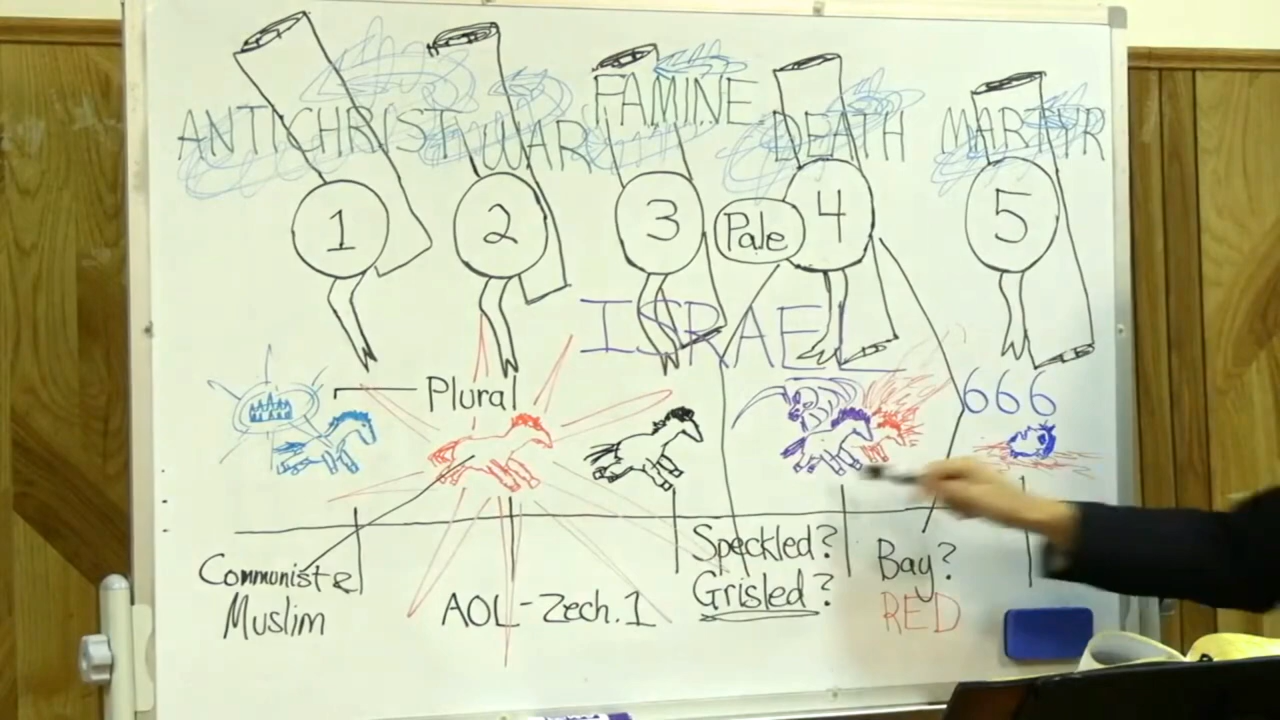 ANTICHRIST
WAR
FAMINE
DEATH
MARTYR
1
2
3
Pale
4
5
ISRAEL
Plural
666
Communiste
Muslim
AOL-Zech.1
Speckled?
Grisled?
Bay?
RED